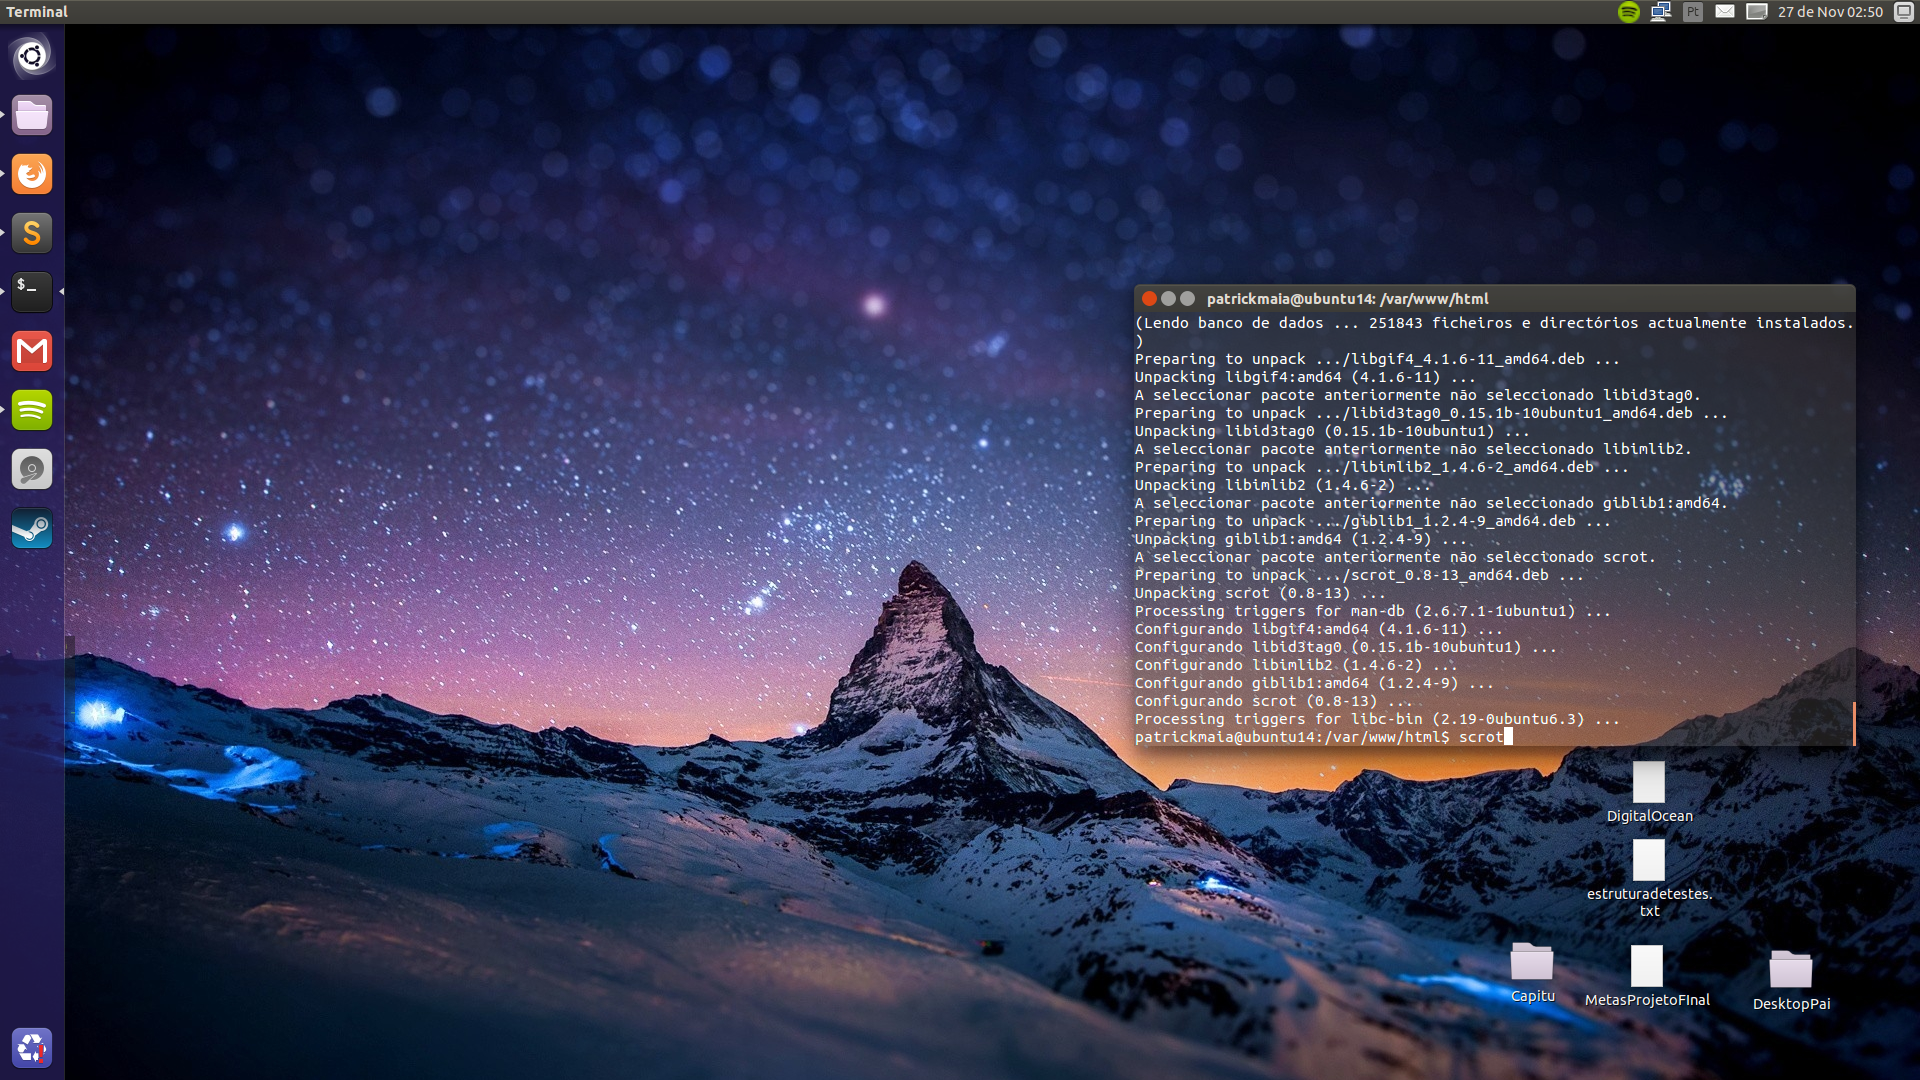 Terminal
Pt
27 de Nov 02:50
S
$_
patrickmaia@ubuntu14: /var/www/html
(Lendo banco de dados ... 251843 ficheiros e directórios actualmente instalados.
)
Preparing to unpack .../libgif4_4.1.6-11_amd64.deb ...
Unpacking libgif4:amd64 (4.1.6-11) ...
A seleccionar pacote anteriormente não seleccionado libid3tag0.
Preparing to unpack .../libid3tag0_0.15.1b-10ubuntu1_amd64.deb ...
Unpacking libid3tag0 (0.15.1b-10ubuntu1) ...
A seleccionar pacote anteriormente não seleccionado libimlib2.
Preparing to unpack .../libimlib2_1.4.6-2_amd64.deb ...
Unpacking libimlib2 (1.4.6-2) ...
A seleccionar pacote anteriormente não seleccionado giblib1:amd64.
Preparing to unpack .../giblib1_1.2.4-9_amd64.deb ...
Unpacking giblib1:amd64 (1.2.4-9) ...
A seleccionar pacote anteriormente não seleccionado scrot.
Preparing to unpack .../scrot_0.8-13_amd64.deb ...
Unpacking scrot (0.8-13) ...
Processing triggers for man-db (2.6.7.1-1ubuntu1) ...
Configurando libgif4:amd64 (4.1.6-11) ...
Configurando libid3tag0 (0.15.1b-10ubuntu1) ...
Configurando libimlib2 (1.4.6-2) ...
Configurando giblib1:amd64 (1.2.4-9) ...
Configurando scrot (0.8-13) ...
Processing triggers for libc-bin (2.19-0ubuntu6.3) ...
patrickmaia@ubuntu14:/var/www/html$ scrot
DigitalOcean
estruturadetestes.
txt
Capitu
MetasProjetoFInal
DesktopPai